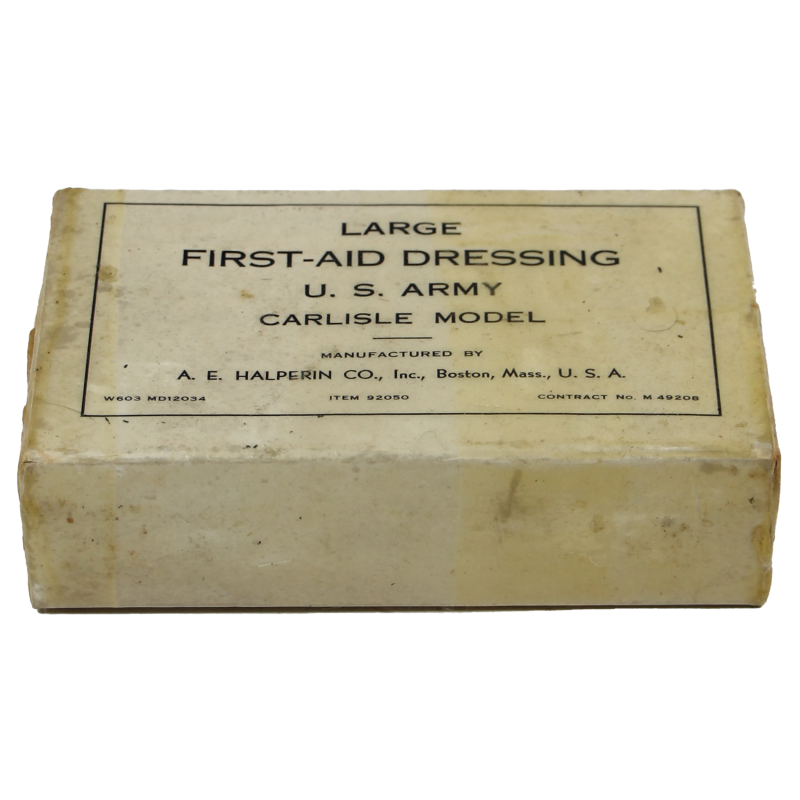 LARGE
FIRST-AID DRESSING
U. S. ARMY
CARLISLE MODEL
MANUFACTURED BY
A. E. HALPERIN CO., Inc., Boston, Mass., U. S. A.
W603 MD12034 ITEM 92050 CONTRACT No. M 49208